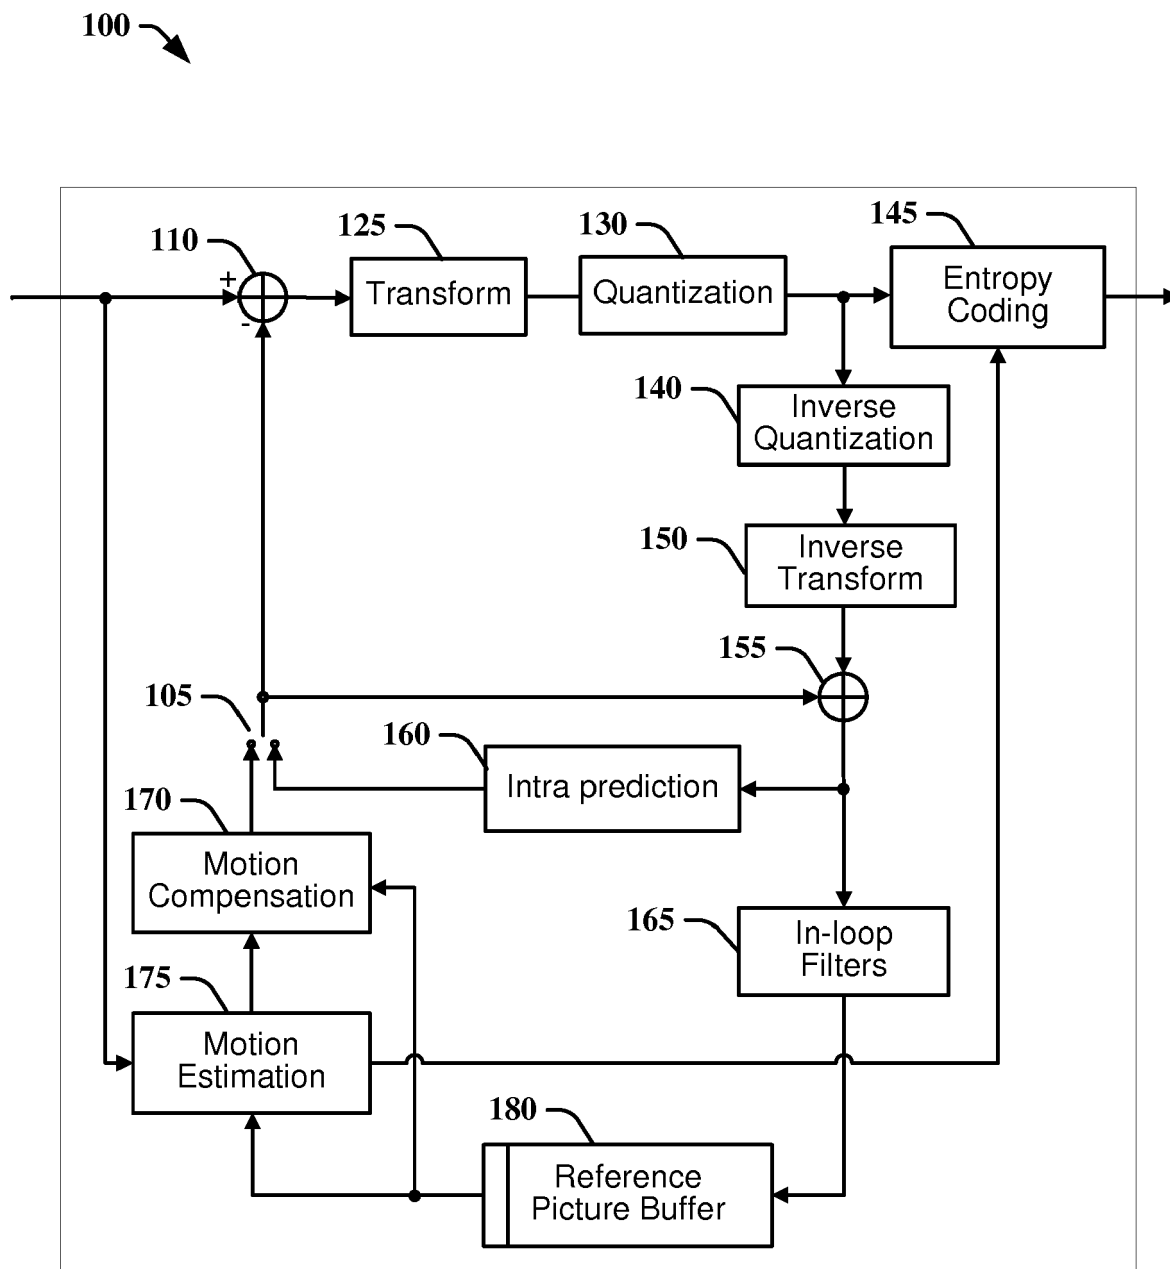 100
110
125
130
145
+
-
Transform
Quantization
Entropy
Coding
140
Inverse
Quantization
150
Inverse
Transform
155
105
160
Intra prediction
170
Motion
Compensation
165
In-loop
Filters
175
Motion
Estimation
180
Reference
Picture Buffer